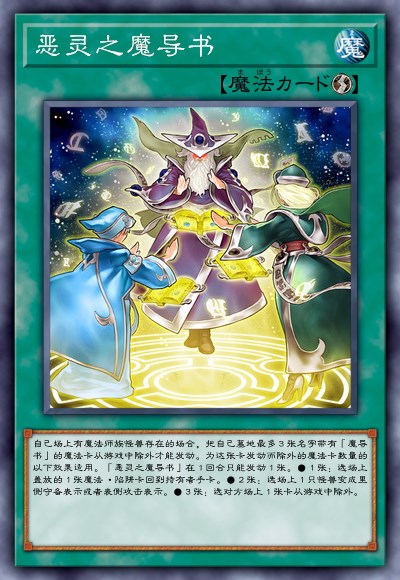 恶灵之魔导书
魔
【魔法カード】
ま ほう
自己场上有魔法师族怪兽存在的场合，把自己墓地最多3张名字带有「魔导
书」的魔法卡从游戏中除外才能发动。为这张卡发动而除外的魔法卡数量的
以下效果适用。「恶灵之魔导书」在1回合只能发动1张。●1张：选场上
盖放的1张魔法·陷阱卡回到持有者手卡。●2张：选场上1只怪兽变成里
侧守备表示或者表侧攻击表示。●3张：选对方场上1张卡从游戏中除外。